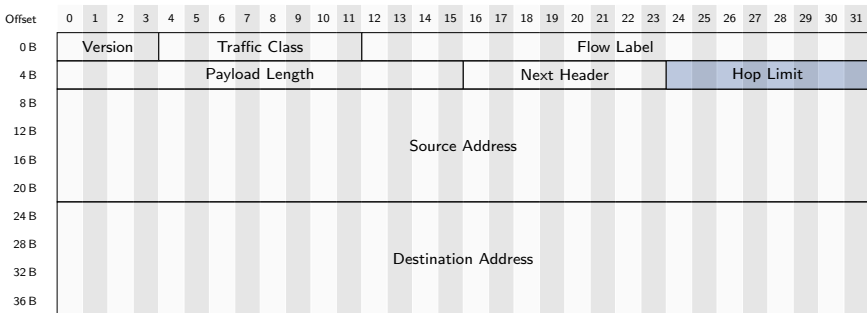 Offset 0 1 2 3 4 5 6 7 8 9 10 11 12 13 14 15 16 17 18 19 20 21 22 23 24 25 26 27 28 29 30 31
0 B Version Traffic Class Flow Label
4 B Payload Length Next Header Hop Limit
8 B
12 B
Source Address
16 B
20 B
24 B
28 B
Destination Address
32 B
36 B